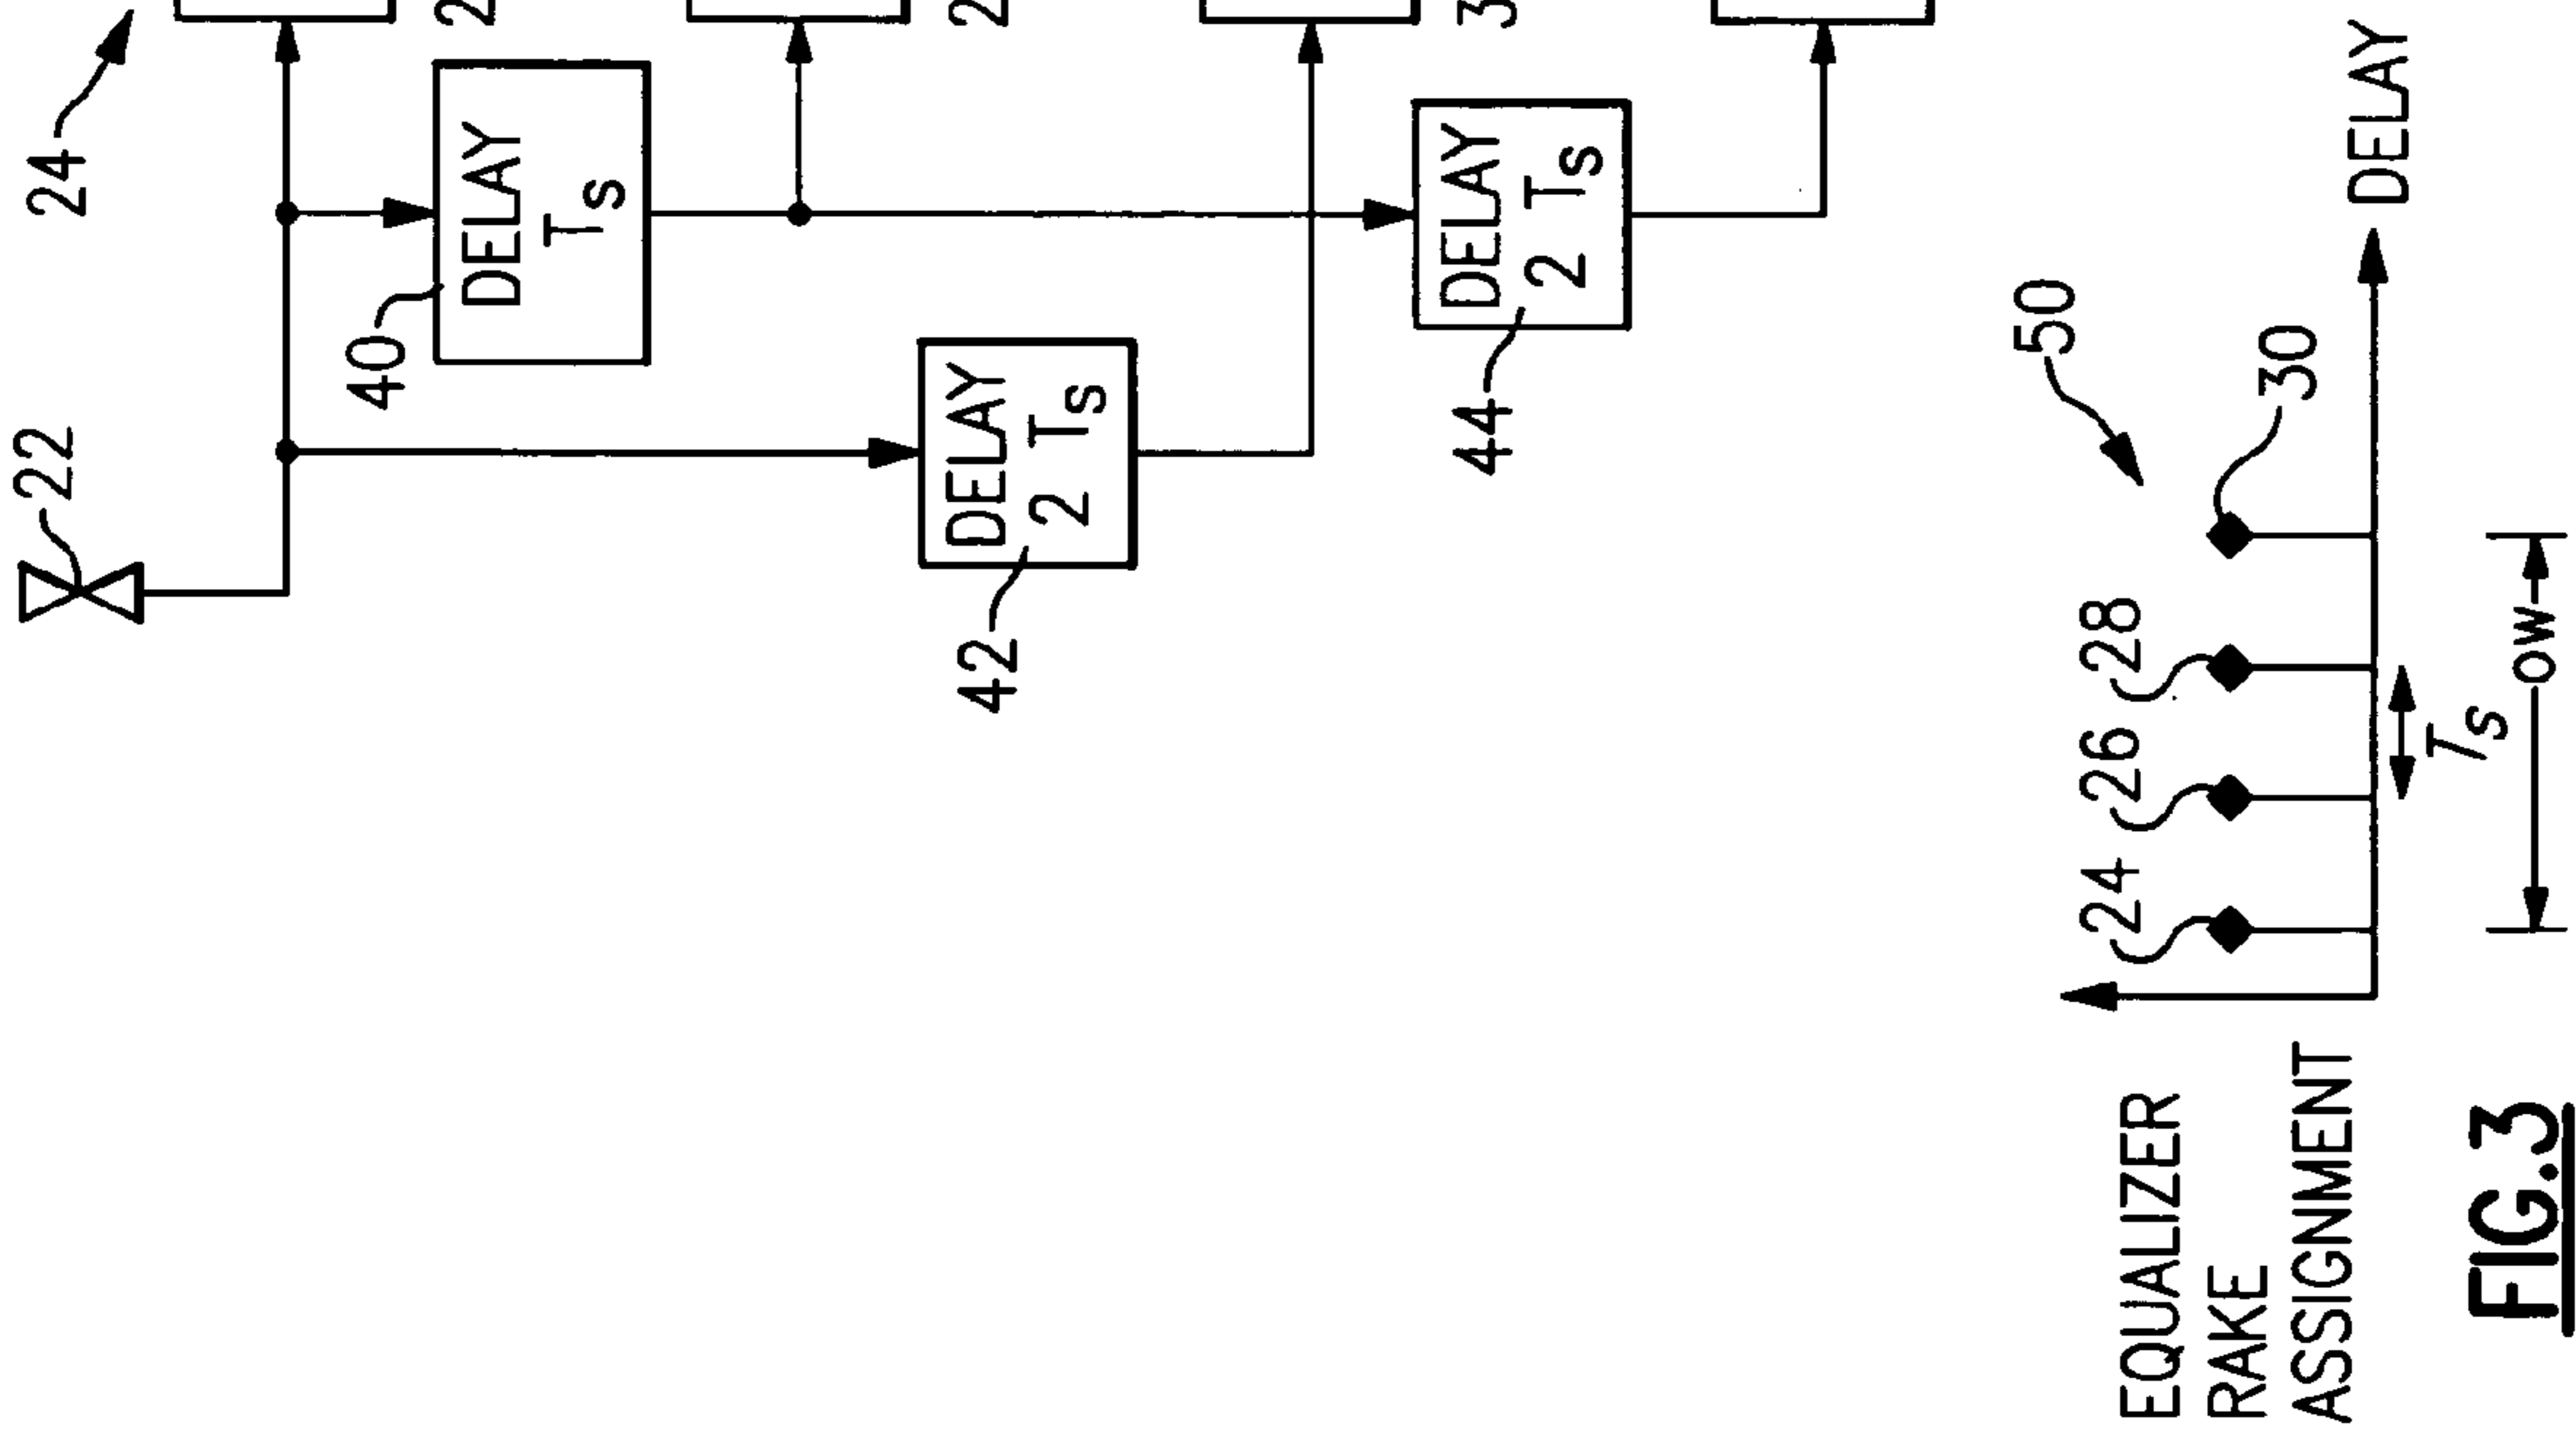 22
24
40
DELAY
Ts
42
DELAY
2 Ts
44
DELAY
2 Ts
EQUALIZER
RAKE
ASSIGNMENT
24
26
28
30
50
DELAY
Ts
OW
FIG.3